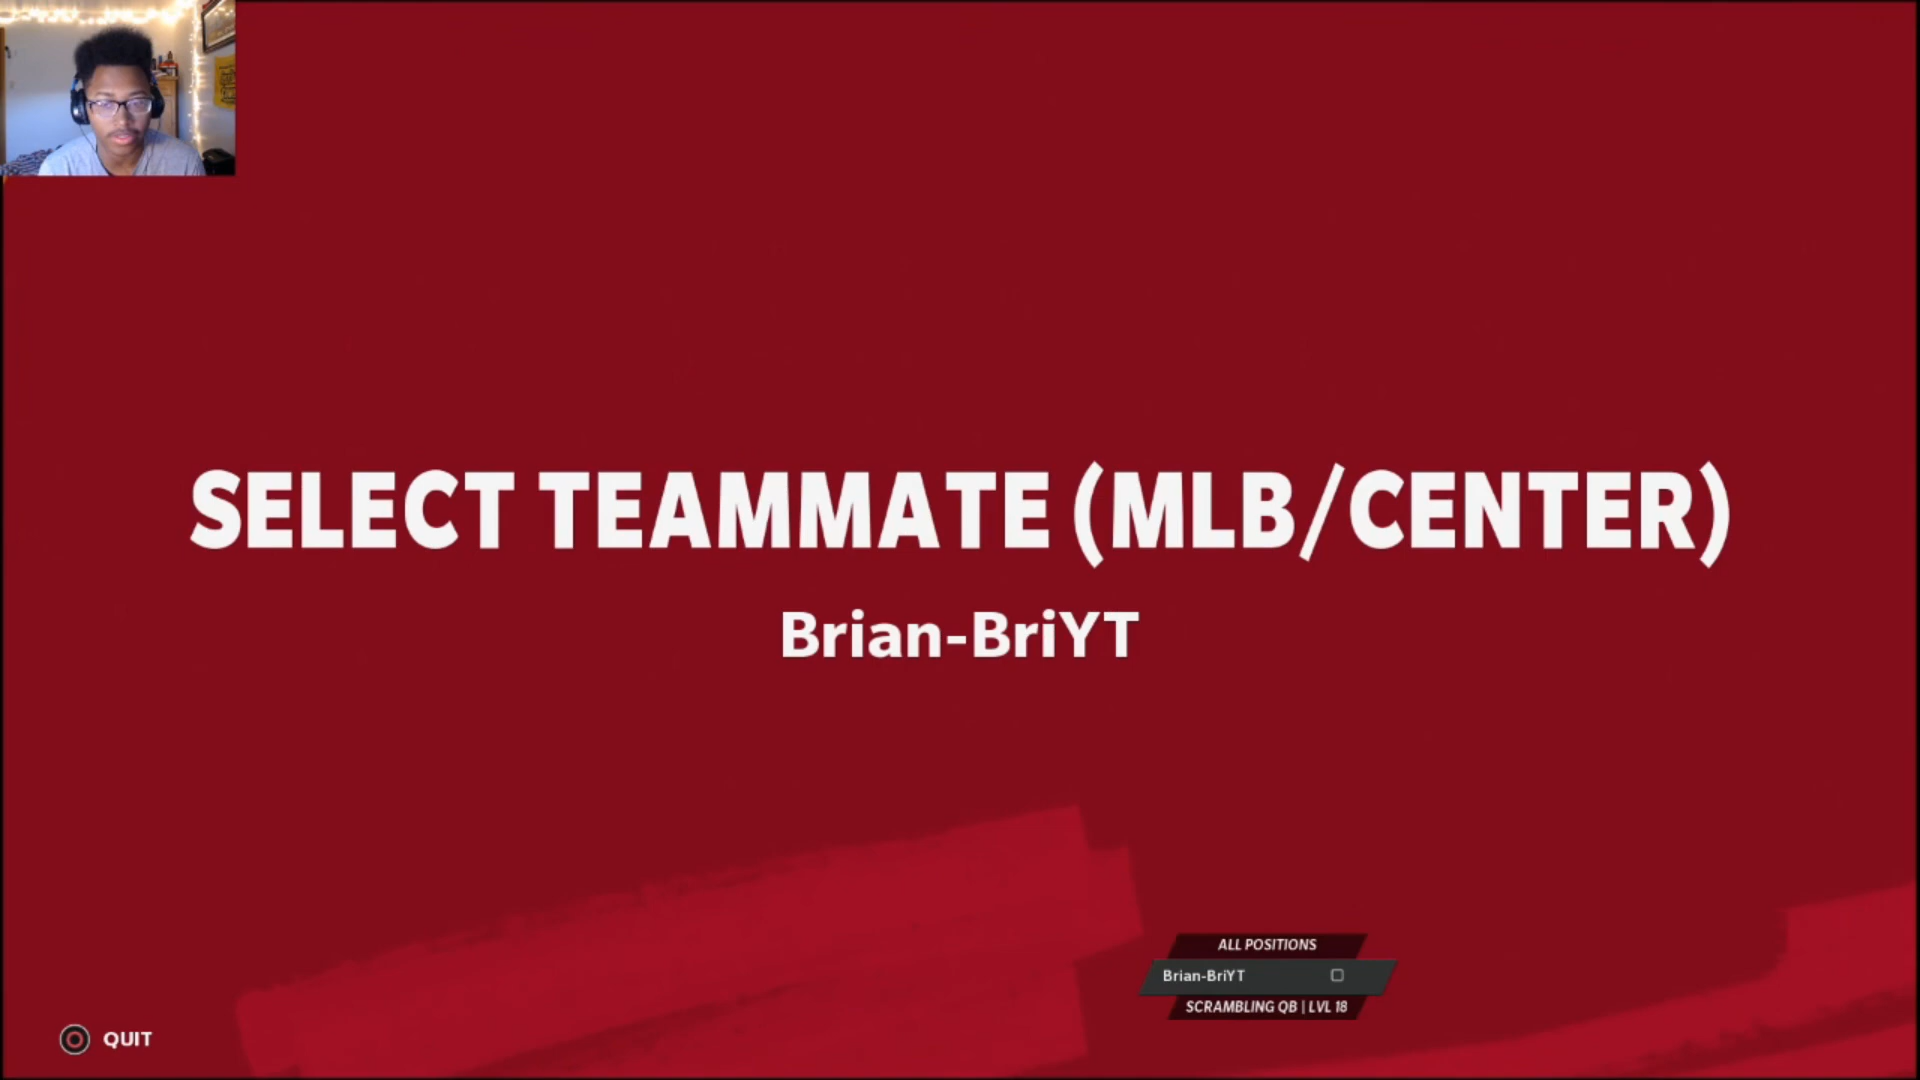 SELECT TEAMMATE (MLB/CENTER)
Brian-BriYT
ALL POSITIONS
Brian-BriYT
SCRAMBLING QB | LVL 18
QUIT